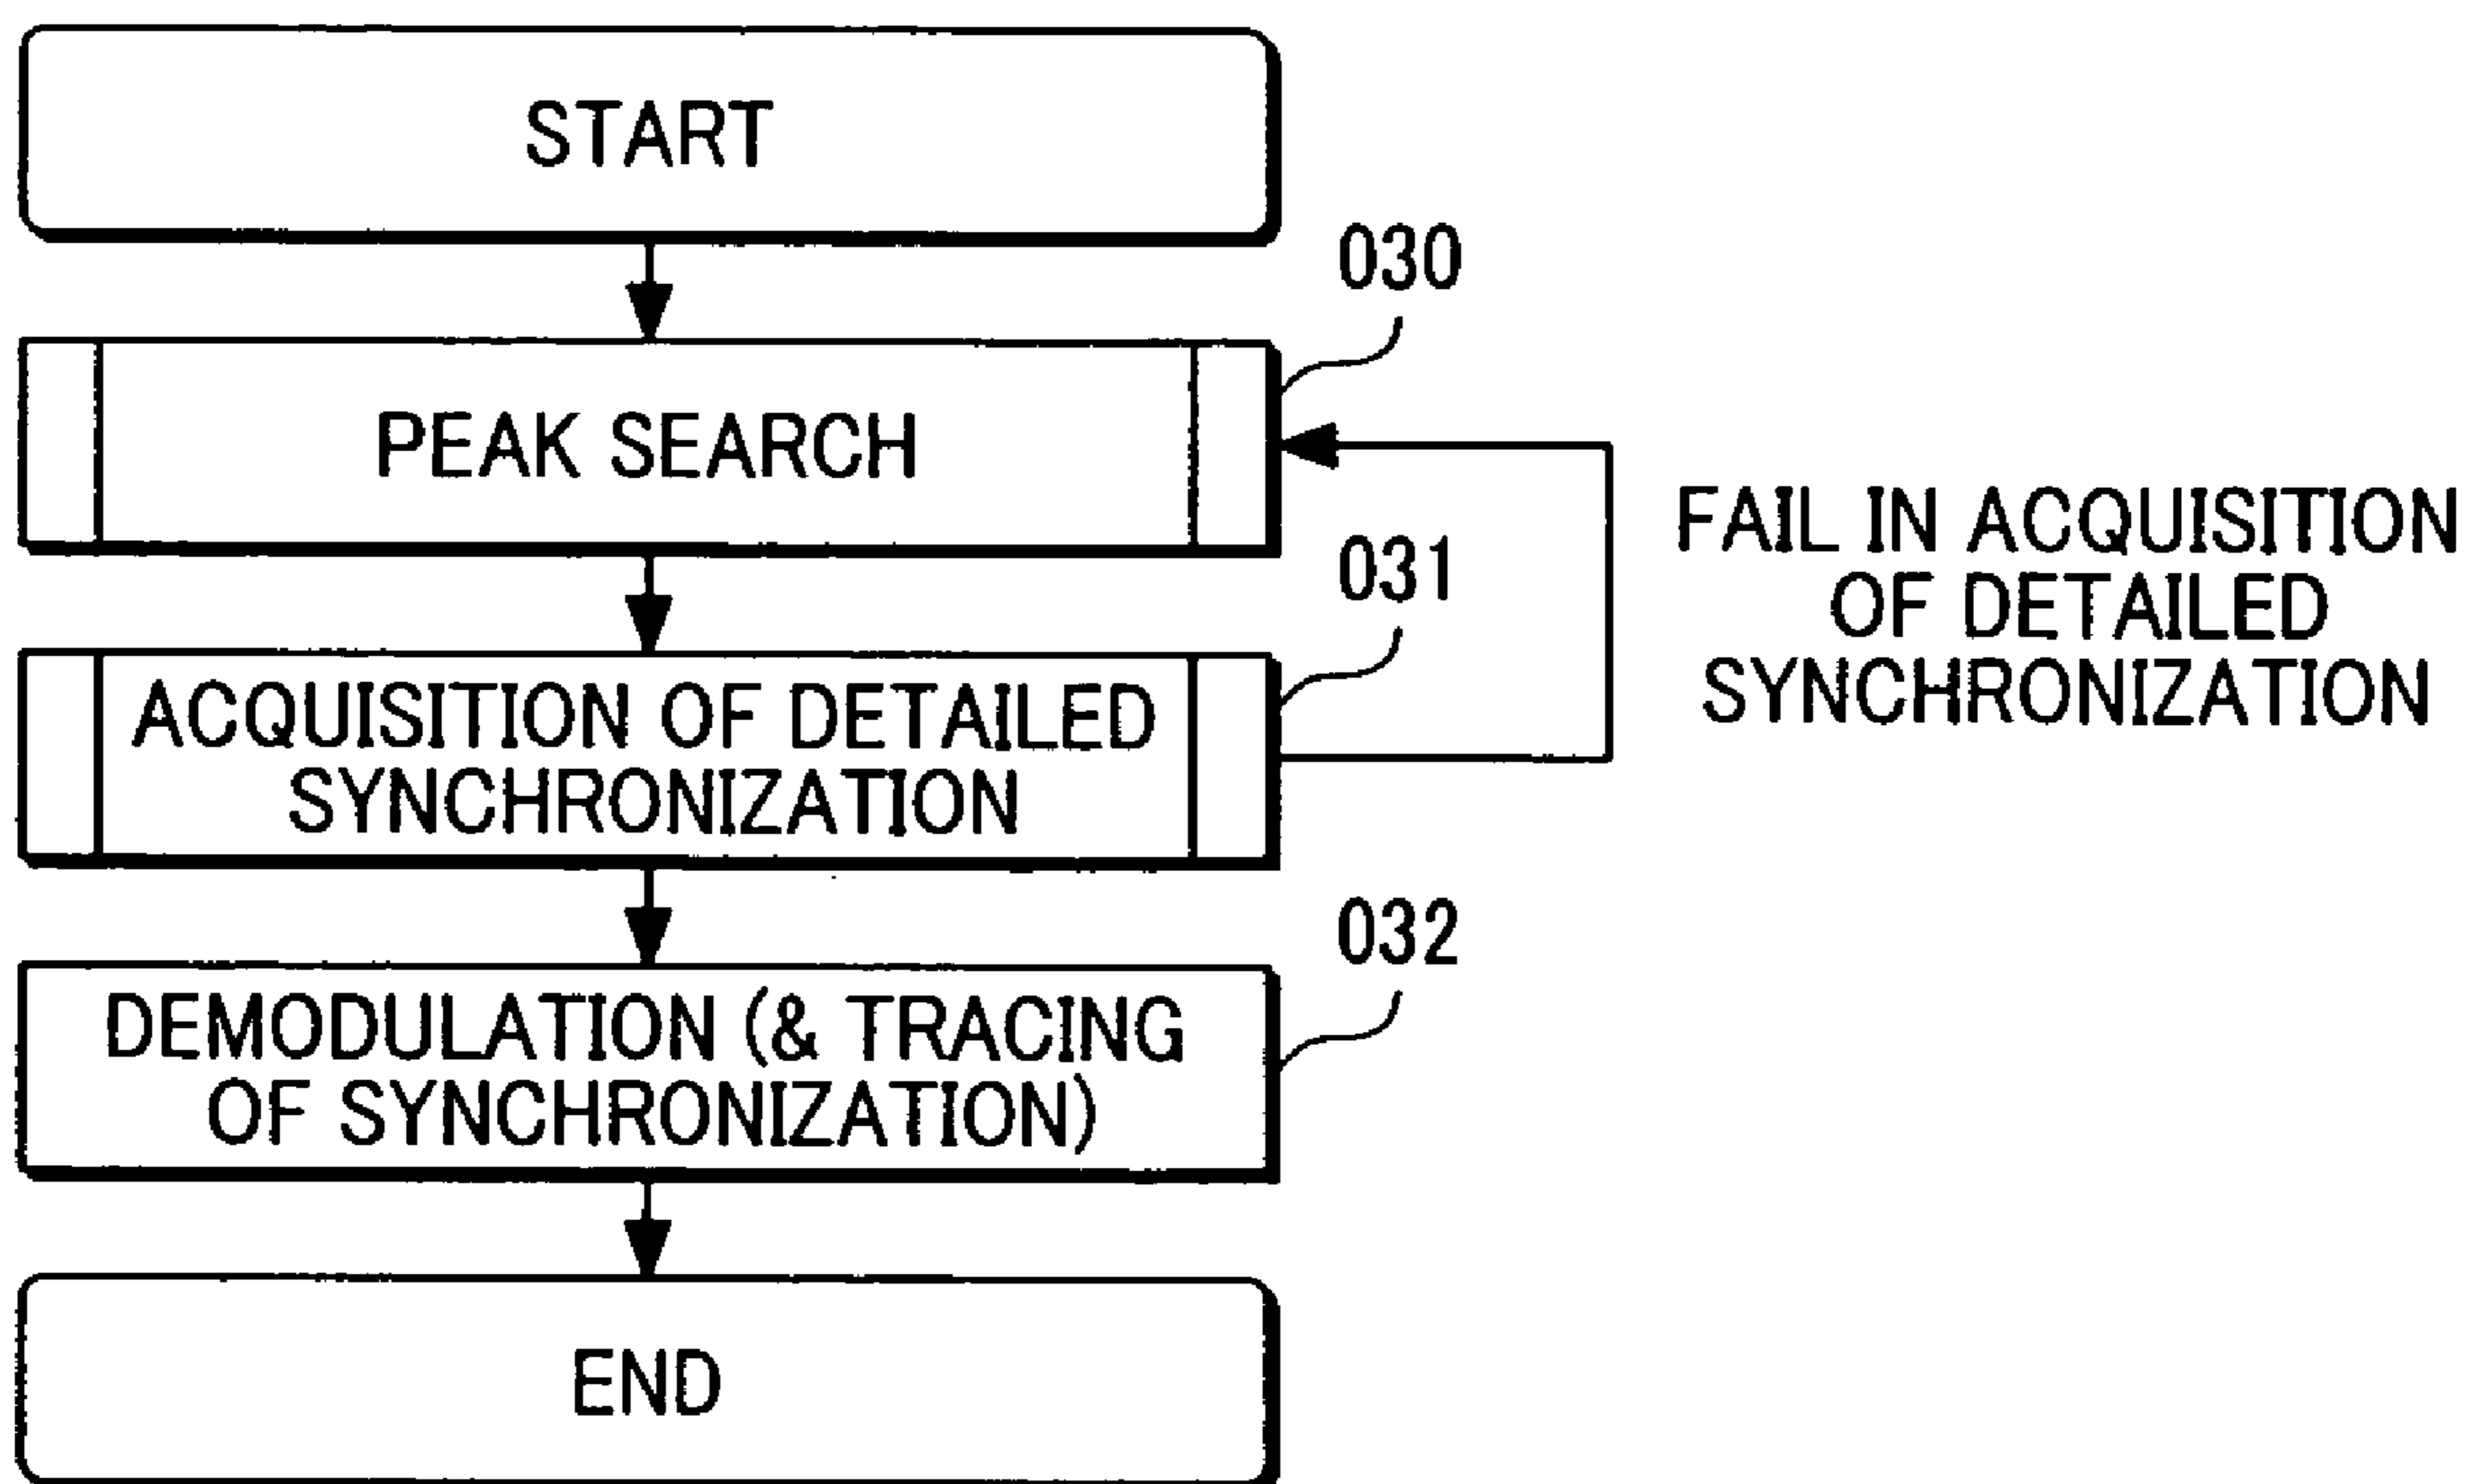 START
030
PEAK SEARCH
031
FAIL IN ACQUISITION
OF DETAILED
SYNCHRONIZATION
ACQUISITION OF DETAILED
SYNCHRONIZATION
032
DEMODULATION (& TRACING
OF SYNCHRONIZATION)
END